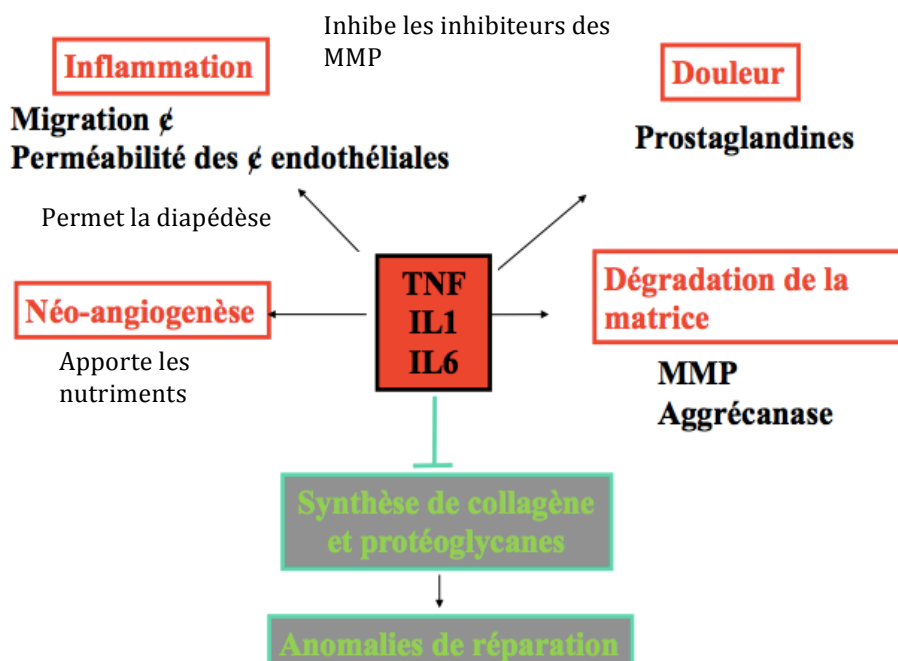 Inhibe les inhibiteurs des
MMP
Inflammation
Douleur
Migration ¢
Perméabilité des ¢ endothéliales
Prostaglandines
Permet la diapédèse
TNF
IL1
IL6
Néo-angiogenèse
Dégradation de la
matrice
Apporte les
nutriments
MMP
Aggrécanase
Synthèse de collagène
et protéoglycanes
Anomalies de réparation